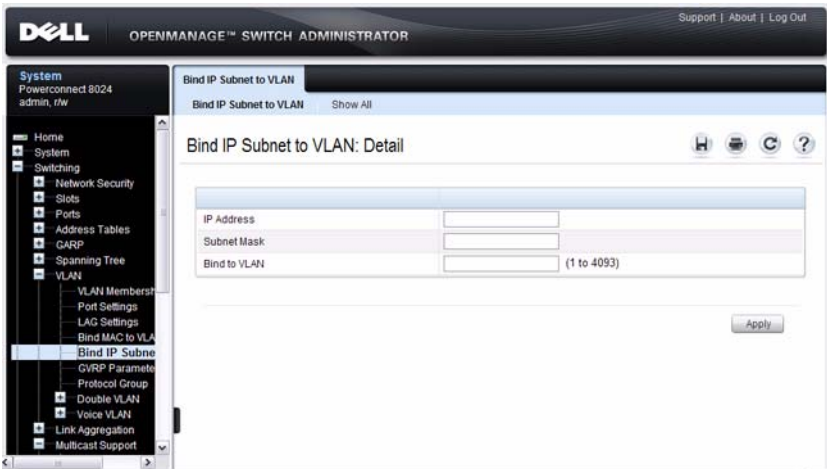 Support | About | Log Out
DELL
OPENMANAGE™ SWITCH ADMINISTRATOR
System
Powerconnect 8024
admin, r/w
Home
System
Switching
Network Security
Slots
Ports
Address Tables
GARP
Spanning Tree
VLAN
VLAN Membersh
Port Settings
LAG Settings
Bind MAC to VLA
Bind IP Subne
GVRP Paramete
Protocol Group
Double VLAN
Voice VLAN
Link Aggregation
Multicast Support
Bind IP Subnet to VLAN
Bind IP Subnet to VLAN Show All
Bind IP Subnet to VLAN: Detail
IP Address
Subnet Mask
Bind to VLAN (1 to 4093)
Apply